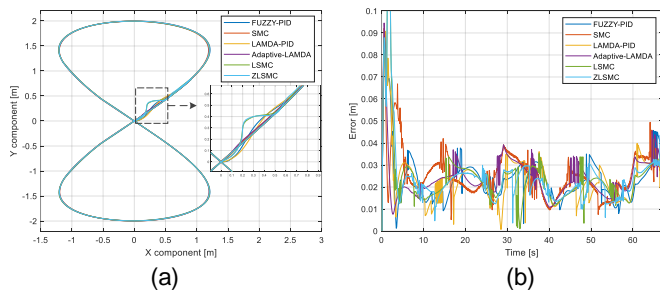 FUZZY-PID
SMC
LAMDA-PID
Adaptive-LAMDA
LSMC
ZLSMC
2
1.5
1
0.5
0
-0.5
-1
-1.5
-2
Y component [m]
-1.5 -1 -0.5 0 0.5 1 1.5 2 2.5 3
X component [m]
(a)
FUZZY-PID
SMC
LAMDA-PID
Adaptive-LAMDA
LSMC
ZLSMC
0.1
0.09
0.08
0.07
0.06
0.05
0.04
0.03
0.02
0.01
0
Error [m]
0 10 20 30 40 50 60
Time [s]
(b)